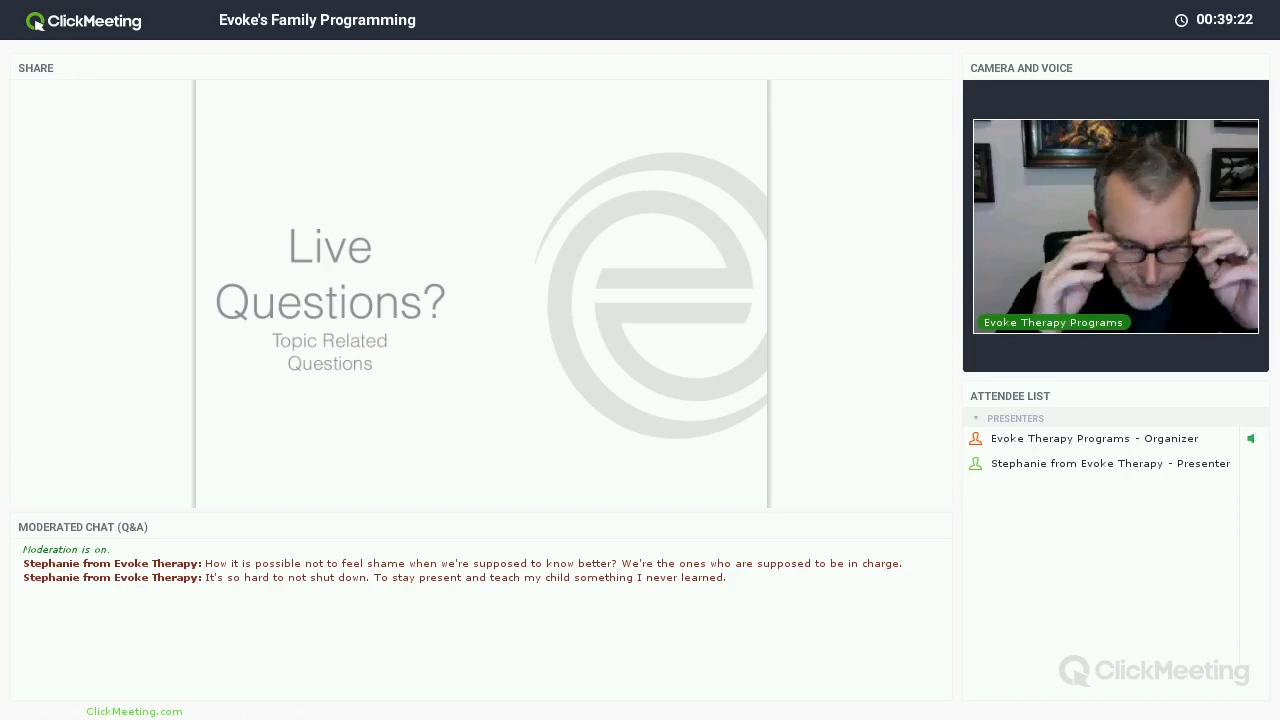 ClickMeeting
Evoke's Family Programming
00:39:22
SHARE
Live
Questions?
Topic Related
Questions
CAMERA AND VOICE
Evoke Therapy Programs
ATTENDEE LIST
PRESENTERS
Evoke Therapy Programs - Organizer
Stephanie from Evoke Therapy - Presenter
MODERATED CHAT (Q&A)
Moderation is on.
Stephanie from Evoke Therapy: How it is possible not to feel shame when we're supposed to know better? We're the ones who are supposed to be in charge.
Stephanie from Evoke Therapy: It's so hard to not shut down. To stay present and teach my child something I never learned.
ClickMeeting
ClickMeeting.com